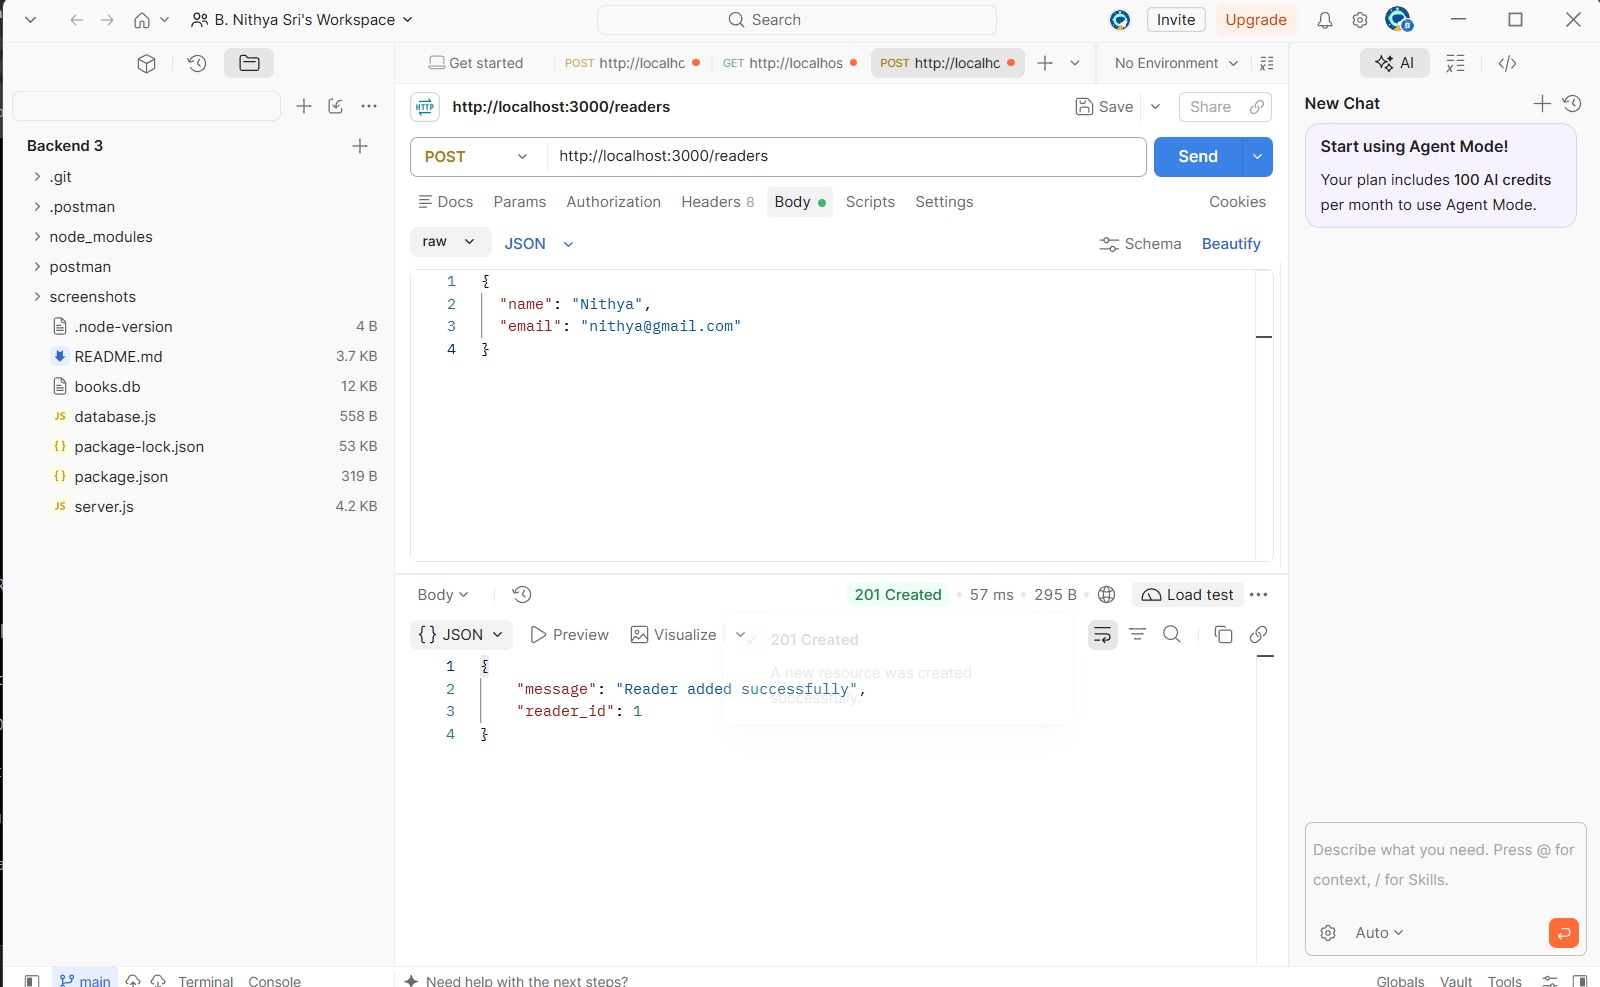 B. Nithya Sri's Workspace
Search
Invite
Upgrade
Get started
POST http://localhc
GET http://localhos
POST http://localhc
No Environment
AI
HTTP
http://localhost:3000/readers
Save
Share
New Chat
Backend 3
POST
http://localhost:3000/readers
Send
Start using Agent Mode!
Your plan includes 100 AI credits
per month to use Agent Mode.
.git
.postman
node_modules
postman
screenshots
.node-version 4 B
README.md 3.7 KB
books.db 12 KB
database.js 558 B
package-lock.json 53 KB
package.json 319 B
server.js 4.2 KB
Docs
Params
Authorization
Headers 8
Body
Scripts
Settings
Cookies
raw
JSON
Schema
Beautify
1 {
2 "name": "Nithya",
3 "email": "nithya@gmail.com"
4 }
Body
201 Created
57 ms
295 B
Load test
{ } JSON
Preview
Visualize
201 Created
A new resource was created
successfully.
1 {
2 "message": "Reader added successfully",
3 "reader_id": 1
4 }
Describe what you need. Press @ for
context, / for Skills.
Auto
main
Terminal
Console
Need help with the next steps?
Globals
Vault
Tools